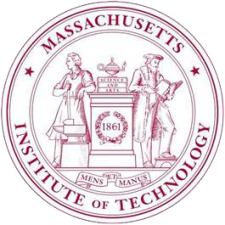 MASSACHUSETTS
INSTITUTE OF TECHNOLOGY
SCIENCE
AND
ARTS
1861
MENS ET MANUS